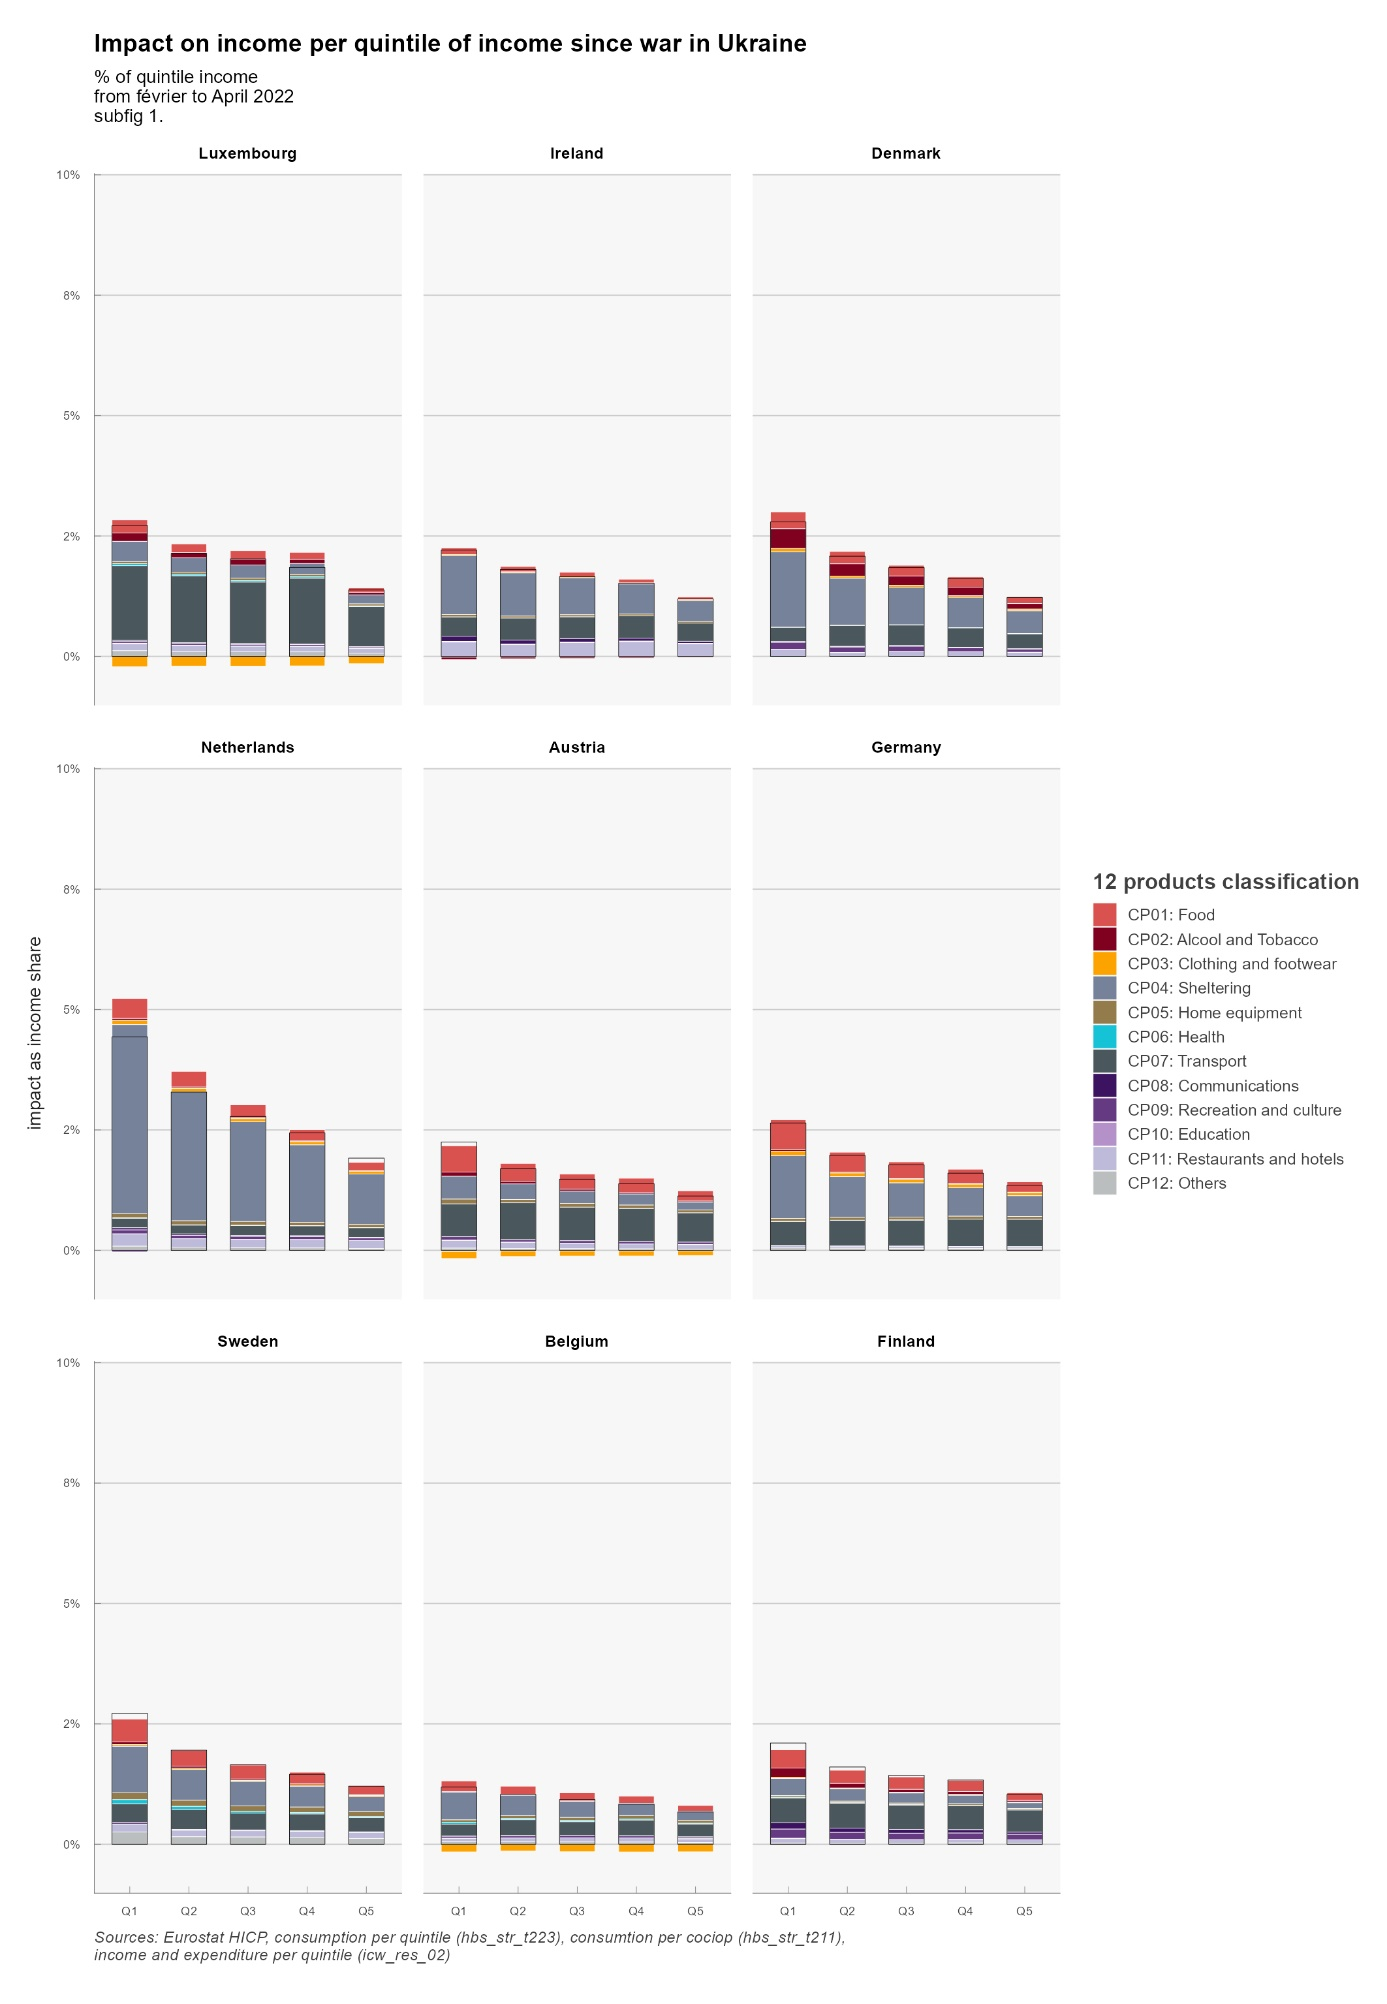 Impact on income per quintile of income since war in Ukraine
% of quintile income
from février to April 2022
subfig 1.
Luxembourg
Ireland
Denmark
10%
8%
5%
2%
0%
Netherlands
Austria
Germany
10%
8%
5%
2%
0%
impact as income share
Sweden
Belgium
Finland
10%
8%
5%
2%
0%
Q1 Q2 Q3 Q4 Q5
Q1 Q2 Q3 Q4 Q5
Q1 Q2 Q3 Q4 Q5
12 products classification
CP01: Food
CP02: Alcool and Tobacco
CP03: Clothing and footwear
CP04: Sheltering
CP05: Home equipment
CP06: Health
CP07: Transport
CP08: Communications
CP09: Recreation and culture
CP10: Education
CP11: Restaurants and hotels
CP12: Others
Sources: Eurostat HICP, consumption per quintile (hbs_str_t223), consumtion per cociop (hbs_str_t211),
income and expenditure per quintile (icw_res_02)